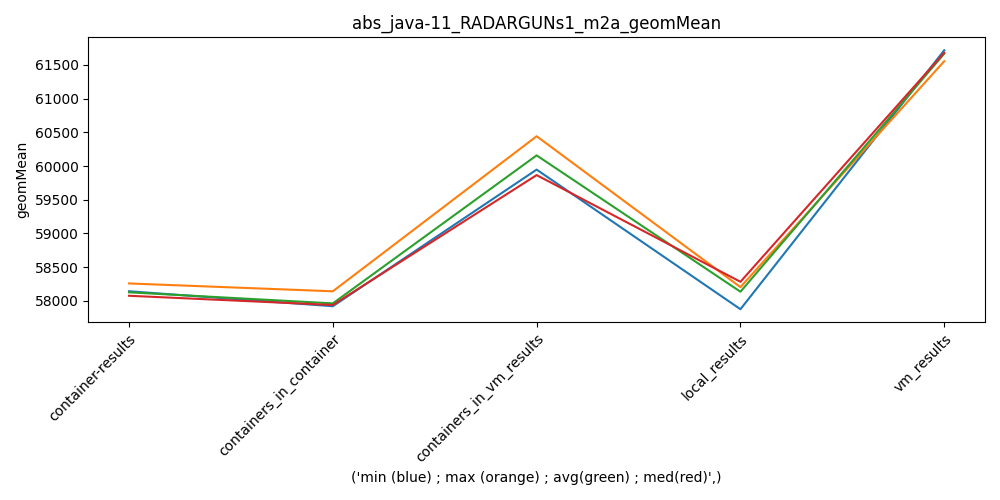 abs_java-11_RADARGUNs1_m2a_geomMean
geomMean
61500
61000
60500
60000
59500
59000
58500
58000
container-results
containers_in_container
containers_in_vm_results
local_results
vm_results
('min (blue) ; max (orange) ; avg(green) ; med(red)',)